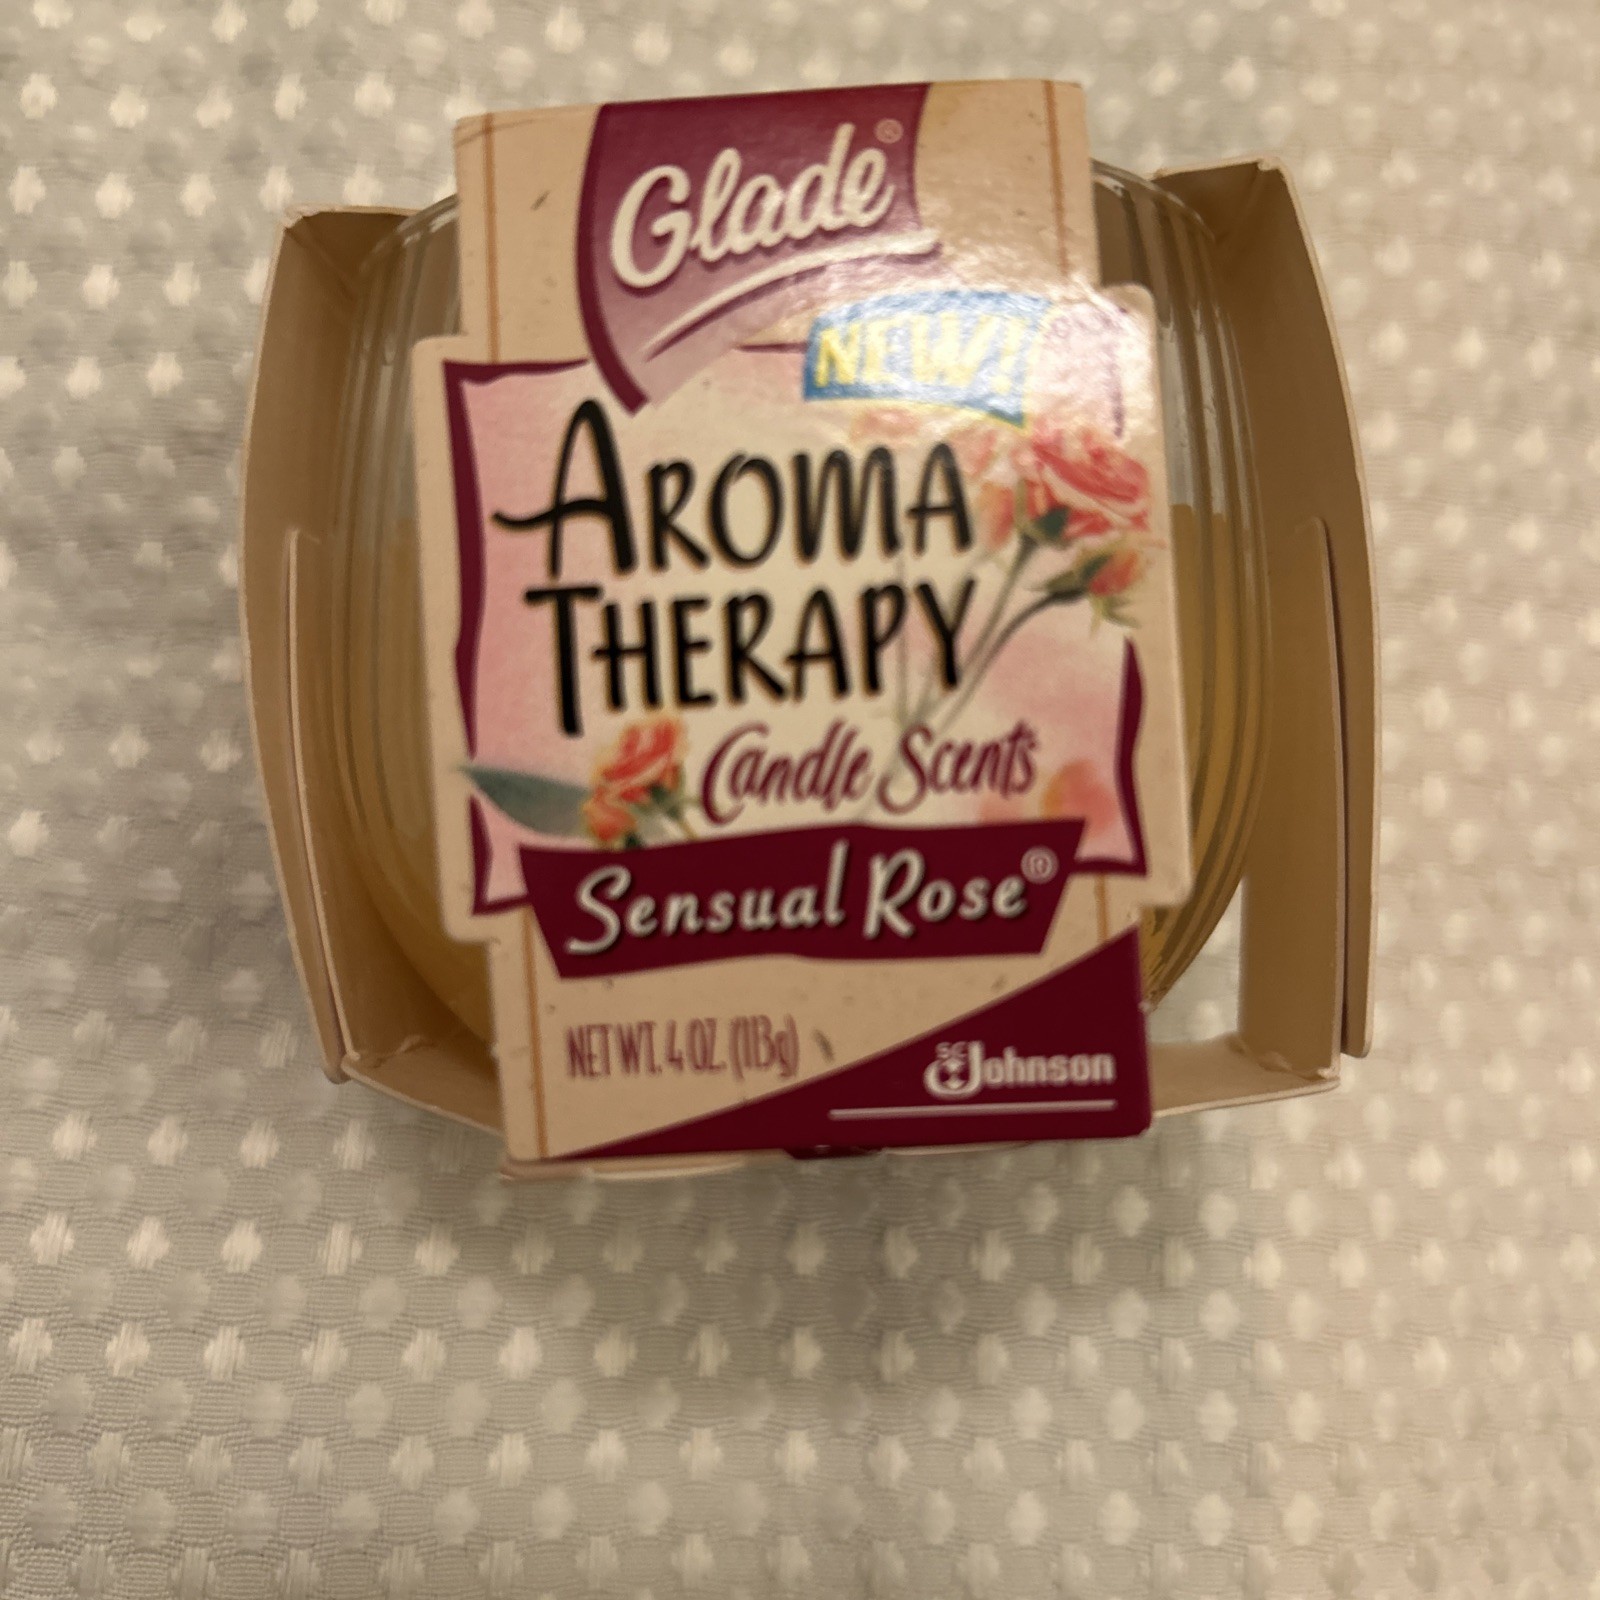 Glade®
NEW!
AROMA
THERAPY
Candle Scents
Sensual Rose®
NET WT. 4 OZ. (113g)
SC Johnson